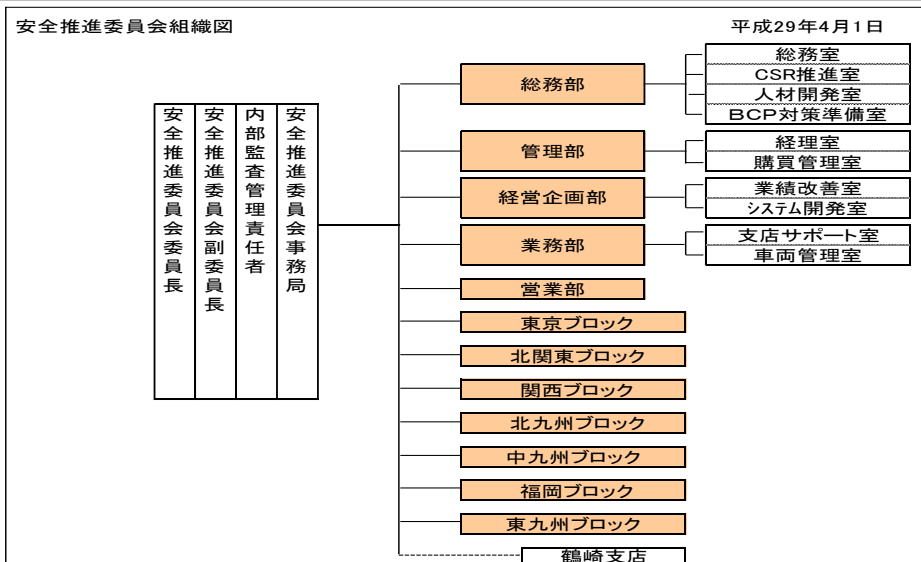 安全推進委員会組織図
平成29年4月1日
安全推進委員会委員長
安全推進委員会副委員長
内部監査管理責任者
安全推進委員会事務局
総務部
総務室
CSR推進室
人材開発室
BCP対策準備室
管理部
経理室
購買管理室
経営企画部
業績改善室
システム開発室
業務部
支店サポート室
車両管理室
営業部
東京ブロック
北関東ブロック
関西ブロック
北九州ブロック
中九州ブロック
福岡ブロック
東九州ブロック
鶴崎支店